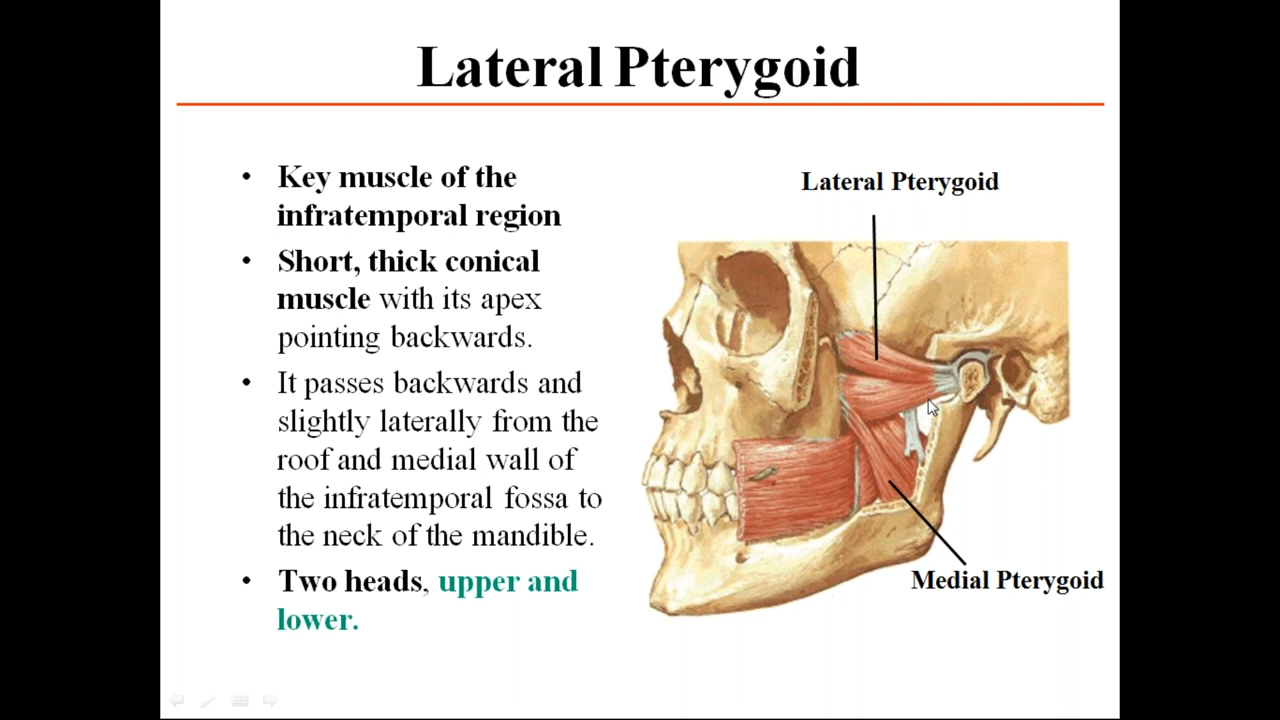 Lateral Pterygoid
• Key muscle of the
infratemporal region
• Short, thick conical
muscle with its apex
pointing backwards.
• It passes backwards and
slightly laterally from the
roof and medial wall of
the infratemporal fossa to
the neck of the mandible.
• Two heads, upper and
lower.
Lateral Pterygoid
Medial Pterygoid